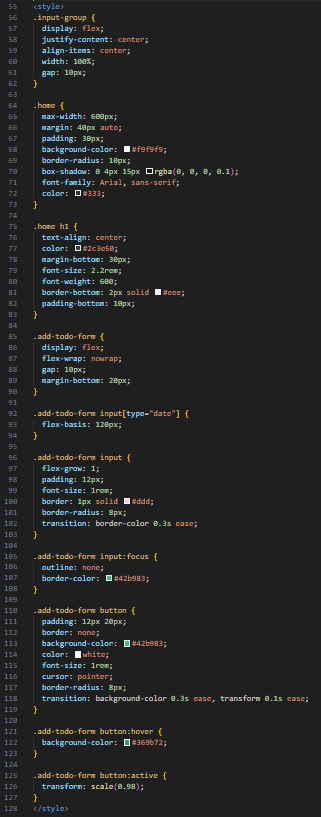 55 <style>
56 .input-group {
57 display: flex;
58 justify-content: center;
59 align-items: center;
60 width: 100%;
61 gap: 10px;
62 }
63
64 .home {
65 max-width: 600px;
66 margin: 40px auto;
67 padding: 30px;
68 background-color: #f9f9f9;
69 border-radius: 10px;
70 box-shadow: 0 4px 15px rgba(0, 0, 0, 0.1);
71 font-family: Arial, sans-serif;
72 color: #333;
73 }
74
75 .home h1 {
76 text-align: center;
77 color: #2c3e50;
78 margin-bottom: 30px;
79 font-size: 2.2rem;
80 font-weight: 600;
81 border-bottom: 2px solid #eee;
82 padding-bottom: 10px;
83 }
84
85 .add-todo-form {
86 display: flex;
87 flex-wrap: nowrap;
88 gap: 10px;
89 margin-bottom: 20px;
90 }
91
92 .add-todo-form input[type="date"] {
93 flex-basis: 120px;
94 }
95
96 .add-todo-form input {
97 flex-grow: 1;
98 padding: 12px;
99 font-size: 1rem;
100 border: 1px solid #ddd;
101 border-radius: 8px;
102 transition: border-color 0.3s ease;
103 }
104
105 .add-todo-form input:focus {
106 outline: none;
107 border-color: #42b983;
108 }
109
110 .add-todo-form button {
111 padding: 12px 20px;
112 border: none;
113 background-color: #42b983;
114 color: white;
115 font-size: 1rem;
116 cursor: pointer;
117 border-radius: 8px;
118 transition: background-color 0.3s ease, transform 0.1s ease;
119 }
120
121 .add-todo-form button:hover {
122 background-color: #369b72;
123 }
124
125 .add-todo-form button:active {
126 transform: scale(0.98);
127 }
128 </style>